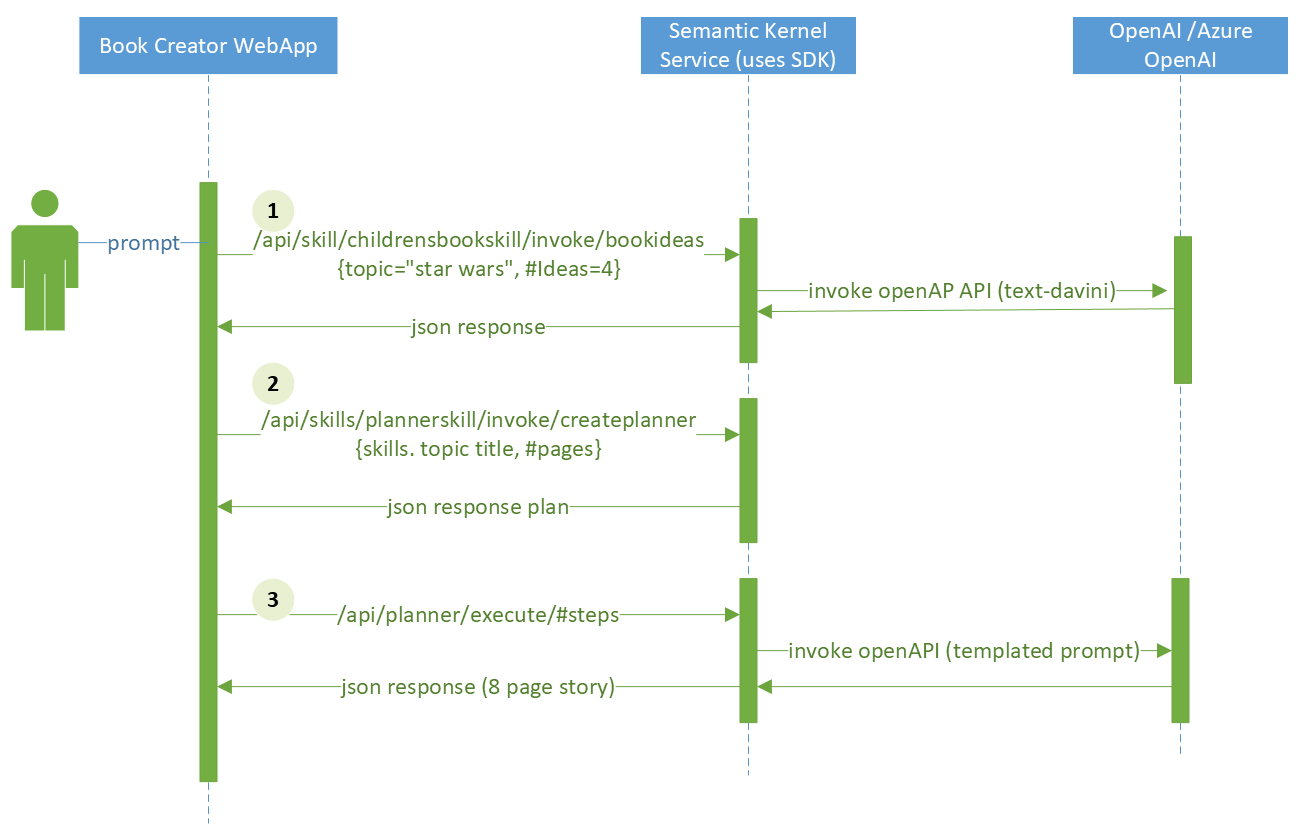 Book Creator WebApp
Semantic Kernel
Service (uses SDK)
OpenAI /Azure
OpenAI
1
prompt
/api/skill/childrensbookskill/invoke/bookideas
{topic="star wars", #Ideas=4}
invoke openAP API (text-davini)
json response
2
/api/skills/plannerskill/invoke/createplanner
{skills. topic title, #pages}
json response plan
3
/api/planner/execute/#steps
invoke openAPI (templated prompt)
json response (8 page story)